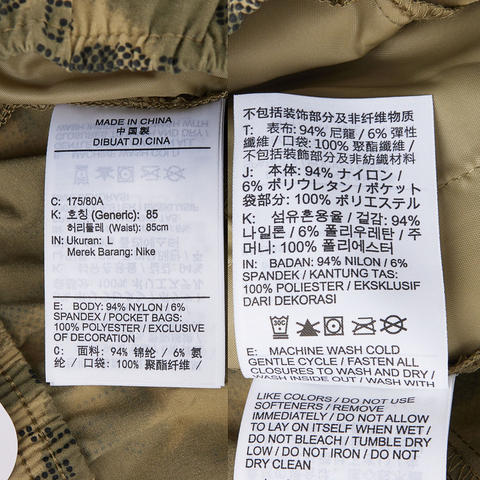 MADE IN CHINA
中国製
DIBUAT DI CINA
C: 175/80A
K: 호칭 (Generic): 85
허리둘레 (Waist): 85cm
IN: Ukuran: L
Merek Barang: Nike
E: BODY: 94% NYLON / 6%
SPANDEX / POCKET BAGS:
100% POLYESTER / EXCLUSIVE
OF DECORATION
C: 面料: 94% 锦纶 / 6% 氨
纶 / 口袋: 100% 聚酯纤维 /
不包括装饰部分及非纤维物质
T: 表布: 94% 尼龍 / 6% 彈性
纖維 / 口袋: 100% 聚酯纖維 /
不包括裝飾部分及非紡織材料
J: 本体: 94% ナイロン /
6% ポリウレタン / ポケット
袋部分: 100% ポリエステル
K: 섬유혼용율 / 겉감: 94%
나일론 / 6% 폴리우레탄 / 주
머니: 100% 폴리에스터
IN: BADAN: 94% NILON / 6%
SPANDEK / KANTUNG TAS:
100% POLIESTER / EKSKLUSIF
DARI DEKORASI
E: MACHINE WASH COLD
GENTLE CYCLE / FASTEN ALL
CLOSURES TO WASH AND DRY /
WASH INSIDE OUT / WASH WITH
LIKE COLORS / DO NOT USE
SOFTENERS / REMOVE
IMMEDIATELY / DO NOT ALLOW
TO LAY ON ITSELF WHEN WET /
DO NOT BLEACH / TUMBLE DRY
LOW / DO NOT IRON / DO NOT
DRY CLEAN